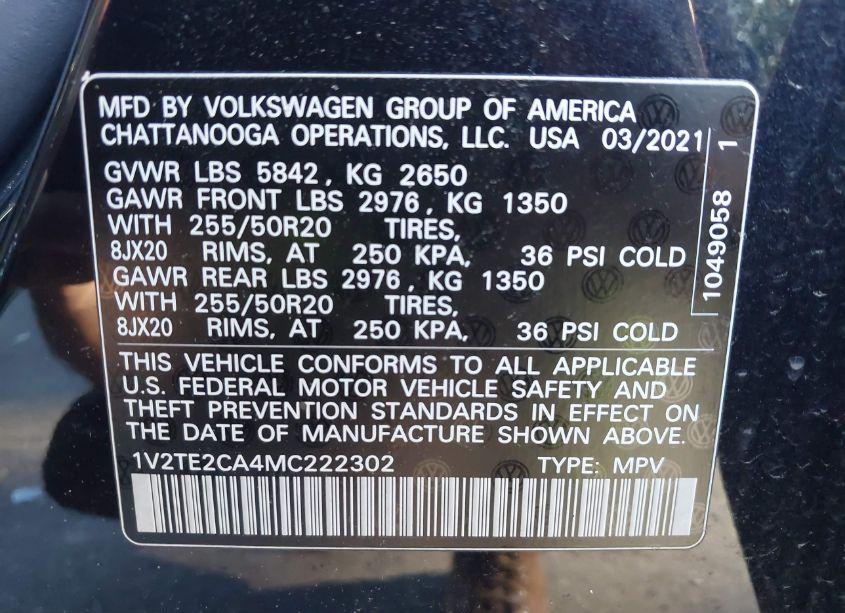 MFD BY VOLKSWAGEN GROUP OF AMERICA
CHATTANOOGA OPERATIONS, LLC. USA 03/2021
GVWR LBS 5842, KG 2650
GAWR FRONT LBS 2976, KG 1350
WITH 255/50R20 TIRES,
8JX20 RIMS, AT 250 KPA, 36 PSI COLD
GAWR REAR LBS 2976, KG 1350
WITH 255/50R20 TIRES,
8JX20 RIMS, AT 250 KPA, 36 PSI COLD
THIS VEHICLE CONFORMS TO ALL APPLICABLE
U.S. FEDERAL MOTOR VEHICLE SAFETY AND
THEFT PREVENTION STANDARDS IN EFFECT ON
THE DATE OF MANUFACTURE SHOWN ABOVE.
1V2TE2CA4MC222302 TYPE: MPV
1049058 1